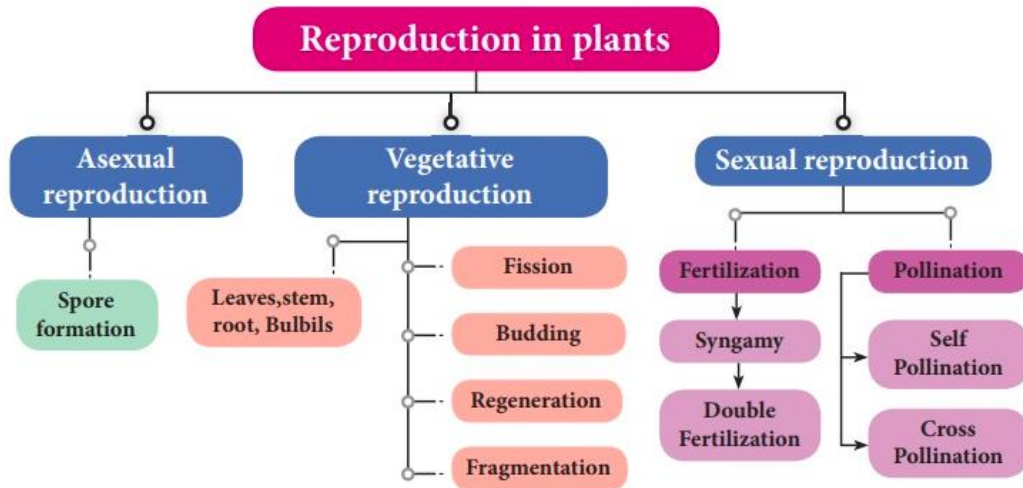 Reproduction in plants
Asexual
reproduction
Vegetative
reproduction
Sexual reproduction
Spore
formation
Leaves,stem,
root, Bulbils
Fission
Budding
Regeneration
Fragmentation
Fertilization
Syngamy
Double
Fertilization
Pollination
Self
Pollination
Cross
Pollination